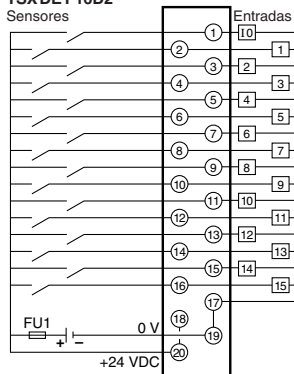 TSX DEY 16D2
Sensores Entradas
1 I0
2 1
3 2
4 3
5 4
6 5
7 6
8 7
9 8
10 9
11 10
12 11
13 12
14 13
15 14
16 15
17
FU1 0 V 18
+ – 19
+24 VDC 20